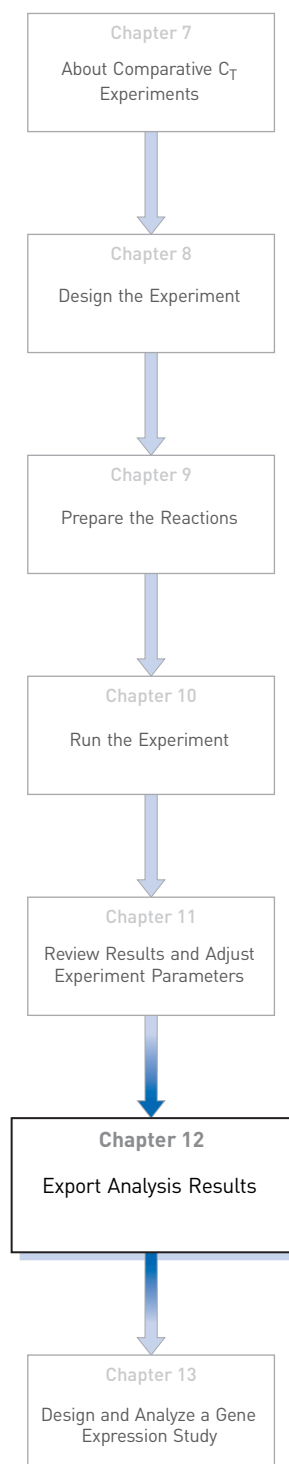 Chapter 7
About Comparative CT
Experiments
Chapter 8
Design the Experiment
Chapter 9
Prepare the Reactions
Chapter 10
Run the Experiment
Chapter 11
Review Results and Adjust
Experiment Parameters
Chapter 12
Export Analysis Results
Chapter 13
Design and Analyze a Gene
Expression Study